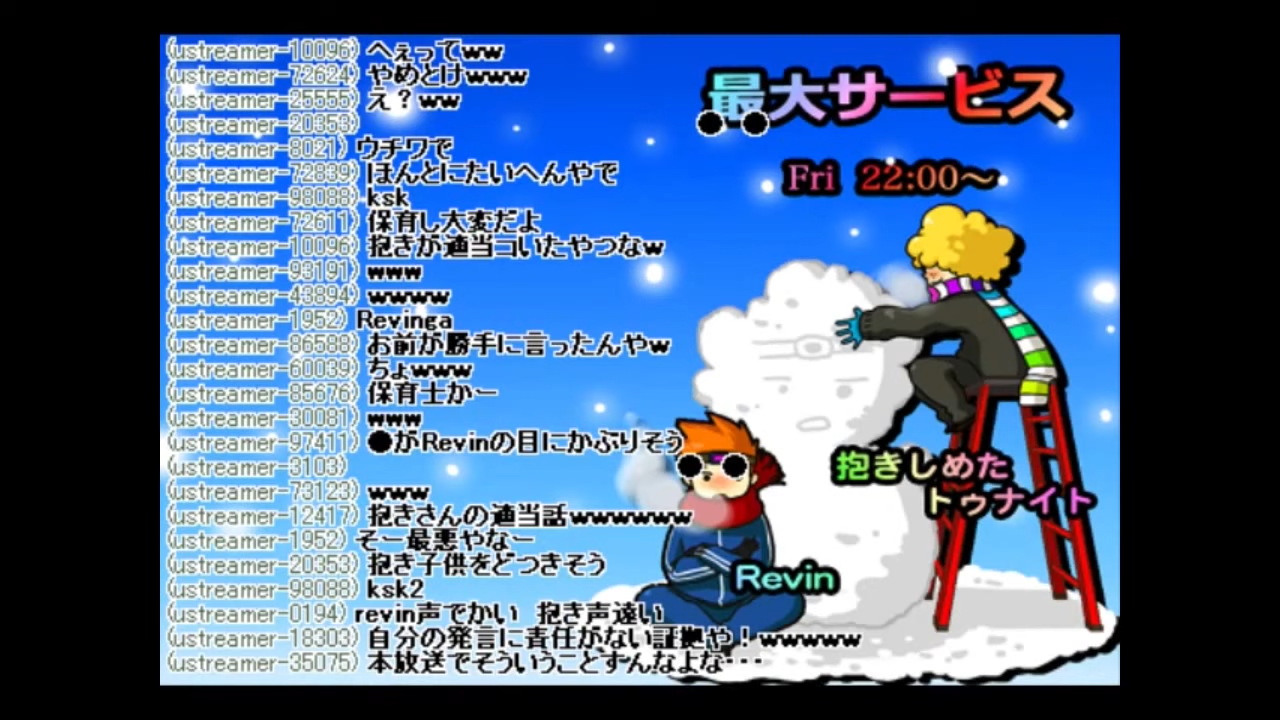 (ustreamer-10096) へぇってww
(ustreamer-72624) やめとけwww
(ustreamer-25555) え？ww
(ustreamer-20353)
(ustreamer-8021) ウチワで
(ustreamer-72839) ほんとにたいへんやで
(ustreamer-98088) ksk
(ustreamer-72611) 保育し大変だよ
(ustreamer-10096) 抱きが適当コいたやつなw
(ustreamer-93191) www
(ustreamer-43894) wwww
(ustreamer-1952) Revinga
(ustreamer-86588) お前が勝手に言ったんやw
(ustreamer-60039) ちょwww
(ustreamer-85676) 保育士かー
(ustreamer-30081) www
(ustreamer-97411) ●がRevinの目にかぶりそう
(ustreamer-3103)
(ustreamer-73123) www
(ustreamer-12417) 抱きさんの適当話wwwwww
(ustreamer-1952) そー最悪やなー
(ustreamer-20353) 抱き子供をどつきそう
(ustreamer-98088) ksk2
(ustreamer-0194) revin声でかい 抱き声遠い
(ustreamer-18303) 自分の発言に責任がない証拠や！wwwww
(ustreamer-35075) 本放送でそういうことすんなよな・・・
最大サービス
Fri 22:00～
抱きしめた
トゥナイト
Revin